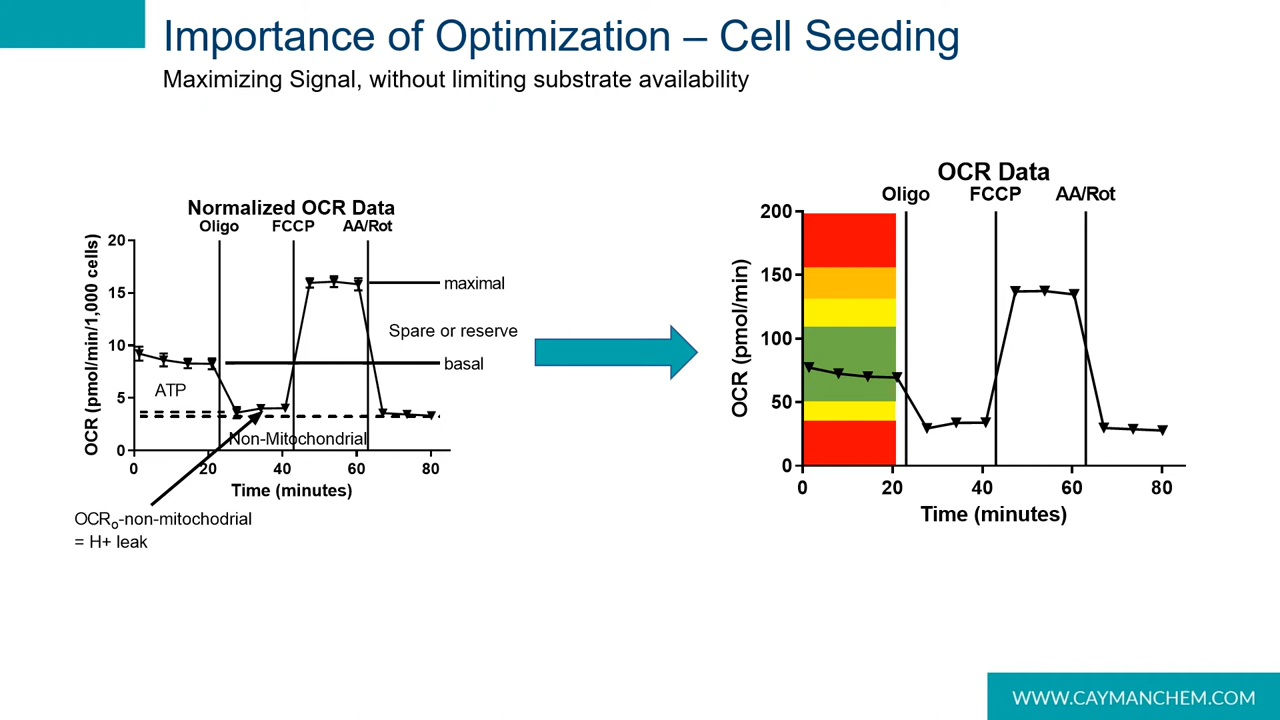 Importance of Optimization – Cell Seeding
Maximizing Signal, without limiting substrate availability
Normalized OCR Data
Oligo FCCP AA/Rot
OCR (pmol/min/1,000 cells)
20
15
10
5
0
maximal
Spare or reserve
basal
ATP
Non-Mitochondrial
0 20 40 60 80
Time (minutes)
OCRo-non-mitochodrial
= H+ leak
OCR Data
Oligo FCCP AA/Rot
OCR (pmol/min)
200
150
100
50
0
0 20 40 60 80
Time (minutes)
WWW.CAYMANCHEM.COM